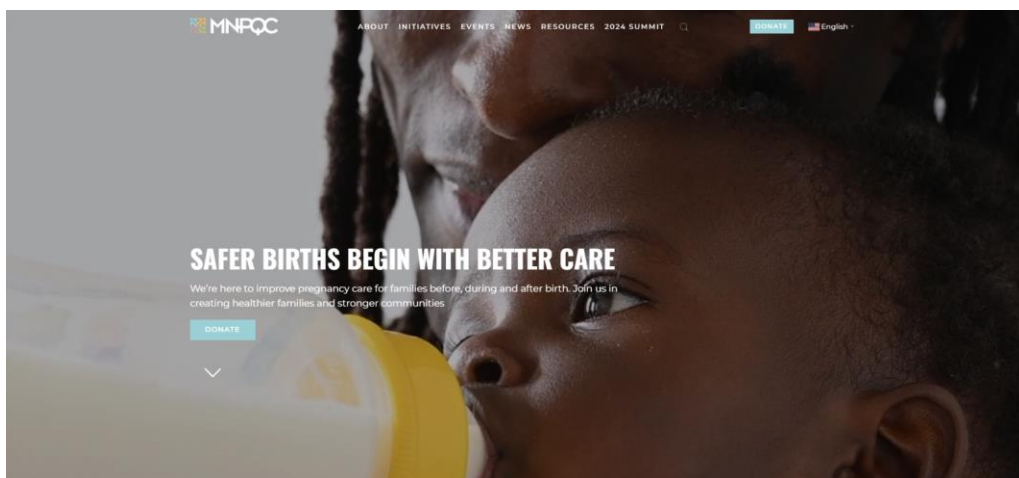 MNPQC
ABOUT INITIATIVES EVENTS NEWS RESOURCES 2024 SUMMIT
DONATE
English
SAFER BIRTHS BEGIN WITH BETTER CARE
We're here to improve pregnancy care for families before, during and after birth. Join us in
creating healthier families and stronger communities
DONATE